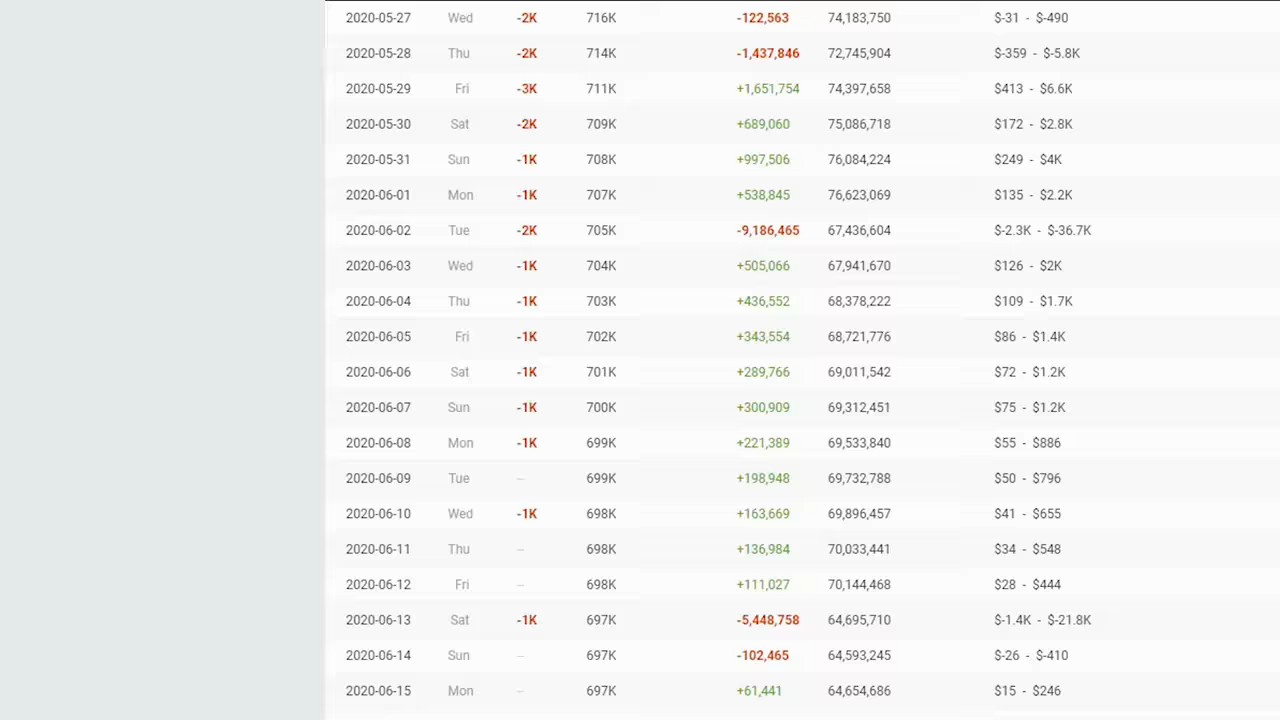 2020-05-27 Wed -2K 716K -122,563 74,183,750 $-31 - $-490
2020-05-28 Thu -2K 714K -1,437,846 72,745,904 $-359 - $-5.8K
2020-05-29 Fri -3K 711K +1,651,754 74,397,658 $413 - $6.6K
2020-05-30 Sat -2K 709K +689,060 75,086,718 $172 - $2.8K
2020-05-31 Sun -1K 708K +997,506 76,084,224 $249 - $4K
2020-06-01 Mon -1K 707K +538,845 76,623,069 $135 - $2.2K
2020-06-02 Tue -2K 705K -9,186,465 67,436,604 $-2.3K - $-36.7K
2020-06-03 Wed -1K 704K +505,066 67,941,670 $126 - $2K
2020-06-04 Thu -1K 703K +436,552 68,378,222 $109 - $1.7K
2020-06-05 Fri -1K 702K +343,554 68,721,776 $86 - $1.4K
2020-06-06 Sat -1K 701K +289,766 69,011,542 $72 - $1.2K
2020-06-07 Sun -1K 700K +300,909 69,312,451 $75 - $1.2K
2020-06-08 Mon -1K 699K +221,389 69,533,840 $55 - $886
2020-06-09 Tue -- 699K +198,948 69,732,788 $50 - $796
2020-06-10 Wed -1K 698K +163,669 69,896,457 $41 - $655
2020-06-11 Thu -- 698K +136,984 70,033,441 $34 - $548
2020-06-12 Fri -- 698K +111,027 70,144,468 $28 - $444
2020-06-13 Sat -1K 697K -5,448,758 64,695,710 $-1.4K - $-21.8K
2020-06-14 Sun -- 697K -102,465 64,593,245 $-26 - $-410
2020-06-15 Mon -- 697K +61,441 64,654,686 $15 - $246